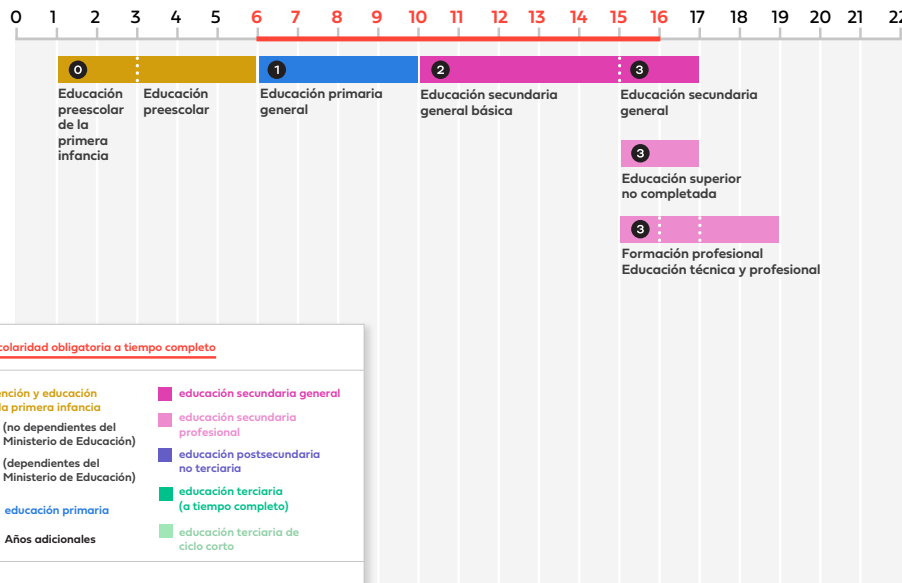 0 1 2 3 4 5 6 7 8 9 10 11 12 13 14 15 16 17 18 19 20 21 22
0 1 2 3
Educación
preescolar
de la
primera
infancia
Educación
preescolar
Educación primaria
general
Educación secundaria
general básica
Educación secundaria
general
3
Educación superior
no completada
3
Formación profesional
Educación técnica y profesional
colaridad obligatoria a tiempo completo
nción y educación
la primera infancia
(no dependientes del
Ministerio de Educación)
(dependientes del
Ministerio de Educación)
educación primaria
Años adicionales
educación secundaria general
educación secundaria
profesional
educación postsecundaria
no terciaria
educación terciaria
(a tiempo completo)
educación terciaria de
ciclo corto